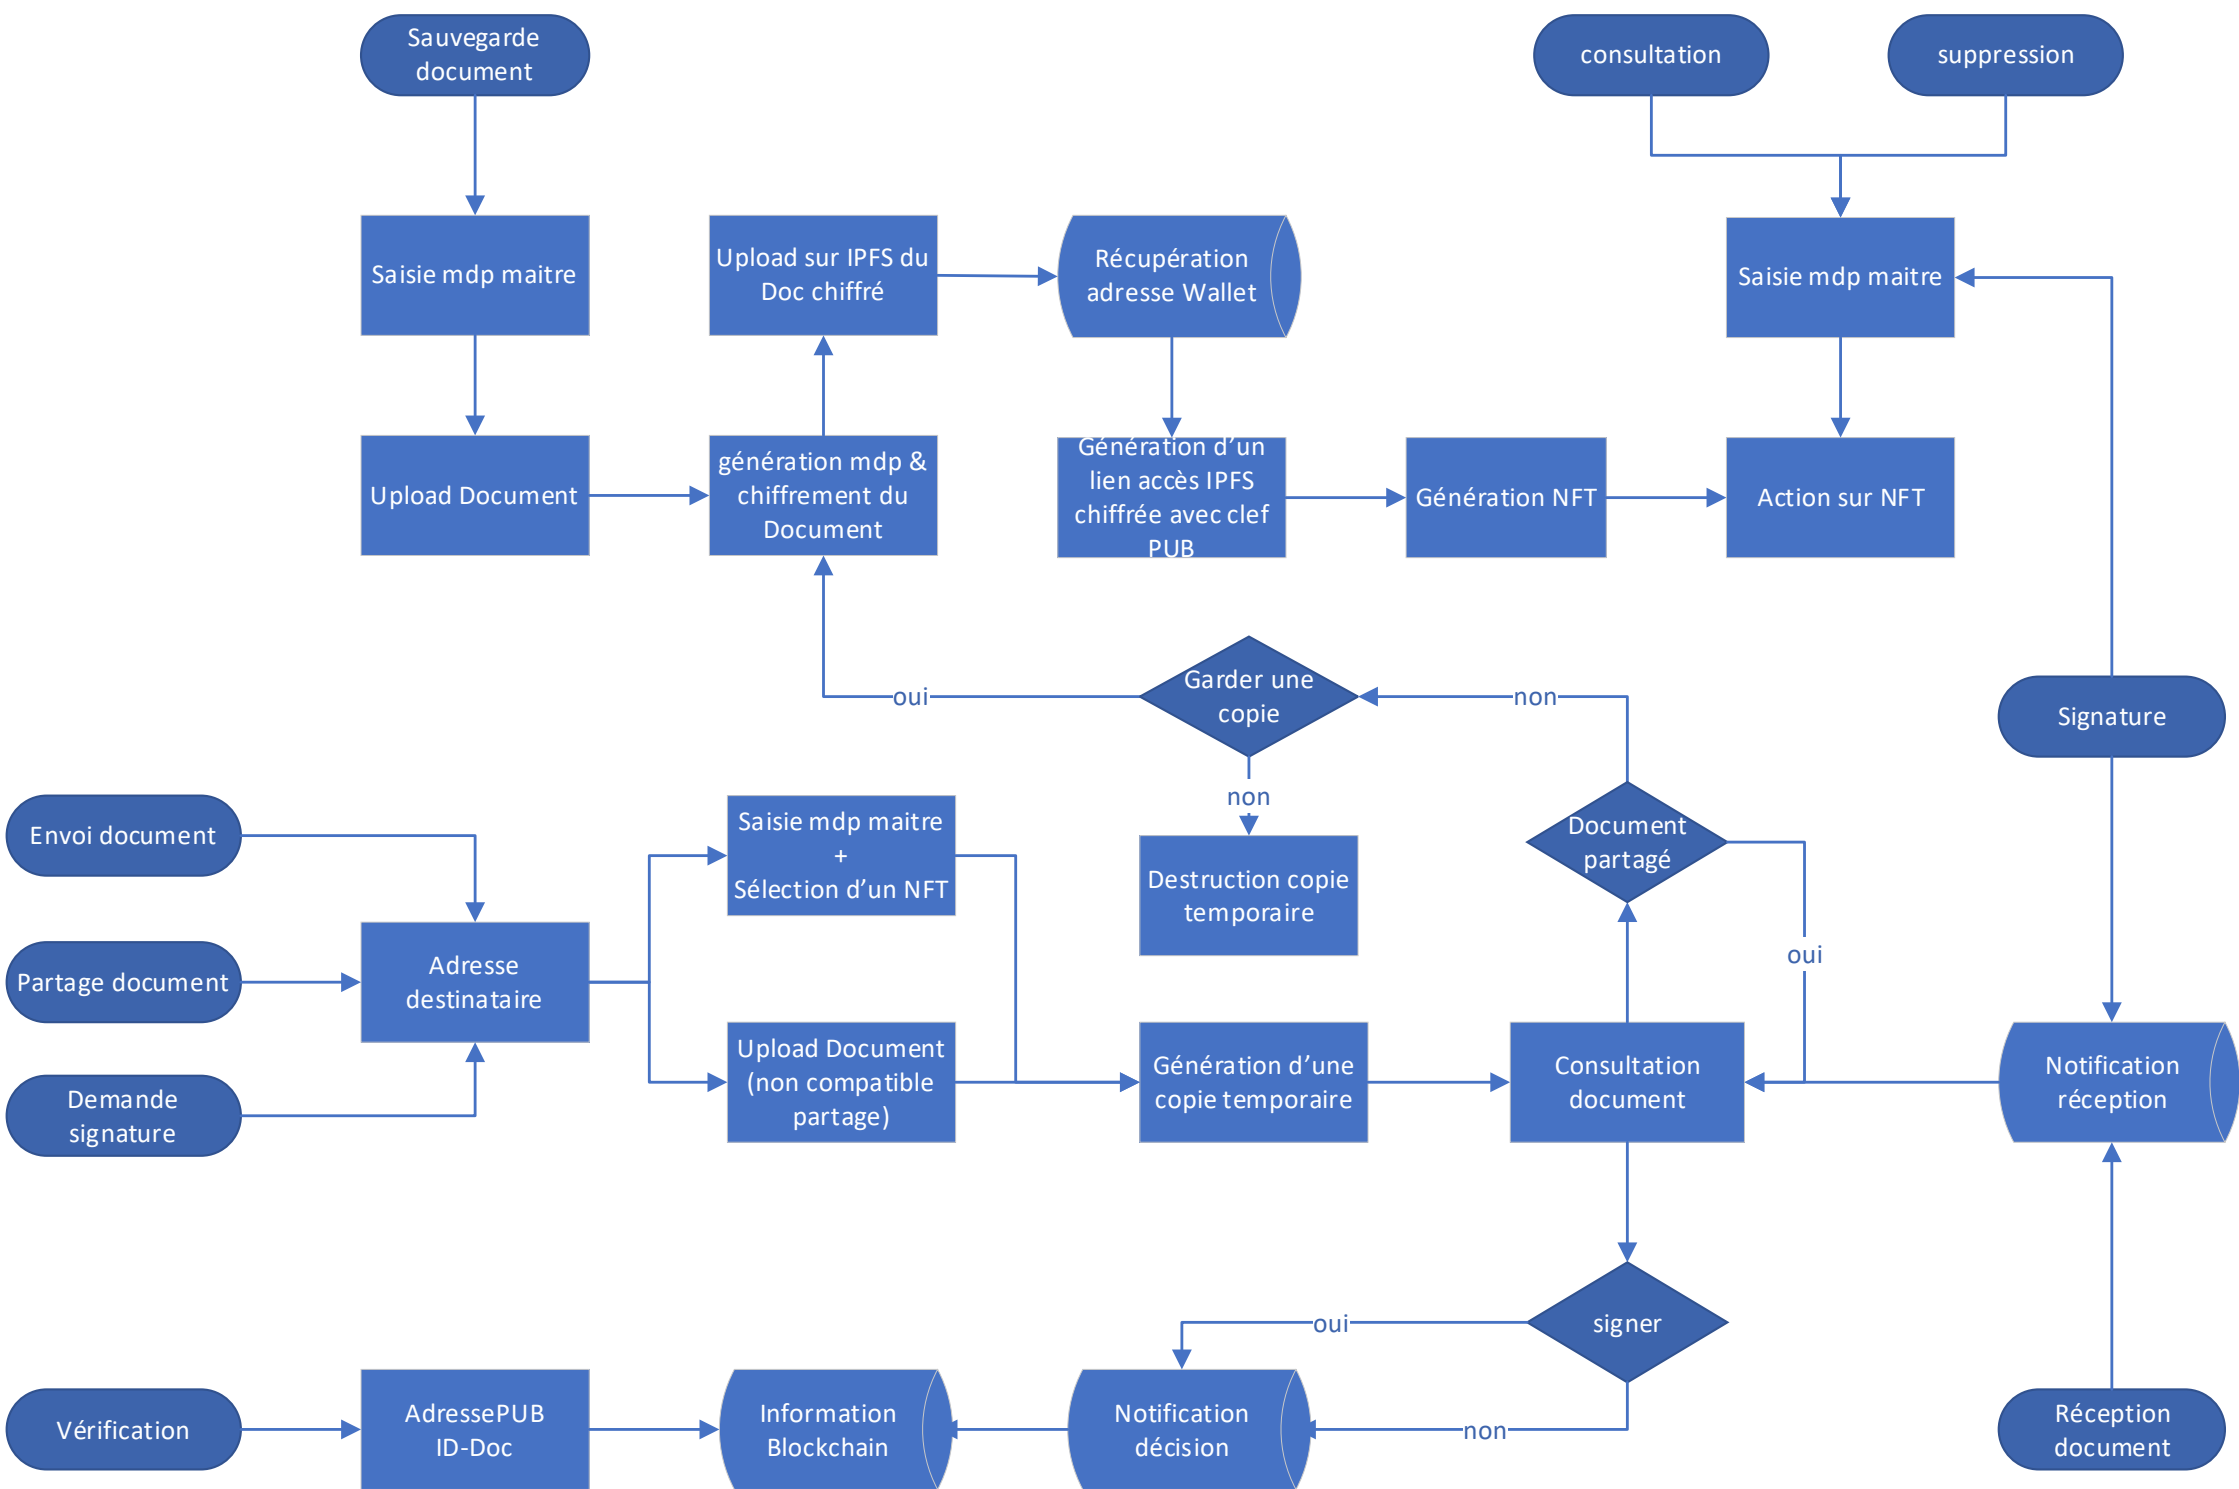 Sauvegarde
document
consultation
suppression
Saisie mdp maitre
Upload sur IPFS du
Doc chiffré
Récupération
adresse Wallet
Saisie mdp maitre
Upload Document
génération mdp &
chiffrement du
Document
Génération d’un
lien accès IPFS
chiffrée avec clef
PUB
Génération NFT
Action sur NFT
Garder une
copie
oui
non
non
Signature
Envoi document
Saisie mdp maitre
+
Sélection d’un NFT
Destruction copie
temporaire
Document
partagé
oui
Partage document
Adresse
destinataire
Demande
signature
Upload Document
(non compatible
partage)
Génération d’une
copie temporaire
Consultation
document
Notification
réception
signer
oui
non
Vérification
AdressePUB
ID-Doc
Information
Blockchain
Notification
décision
Réception
document